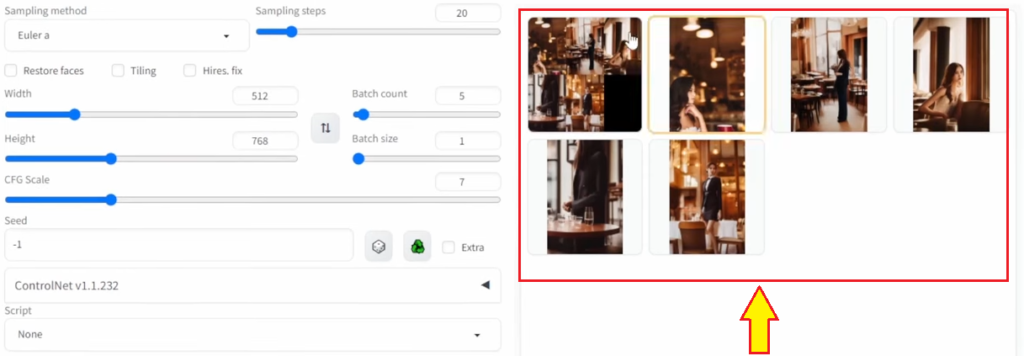 Sampling method
Sampling steps
20
Euler a
Restore faces
Tiling
Hires. fix
Width
512
Batch count
5
Height
768
Batch size
1
CFG Scale
7
Seed
-1
Extra
ControlNet v1.1.232
Script
None